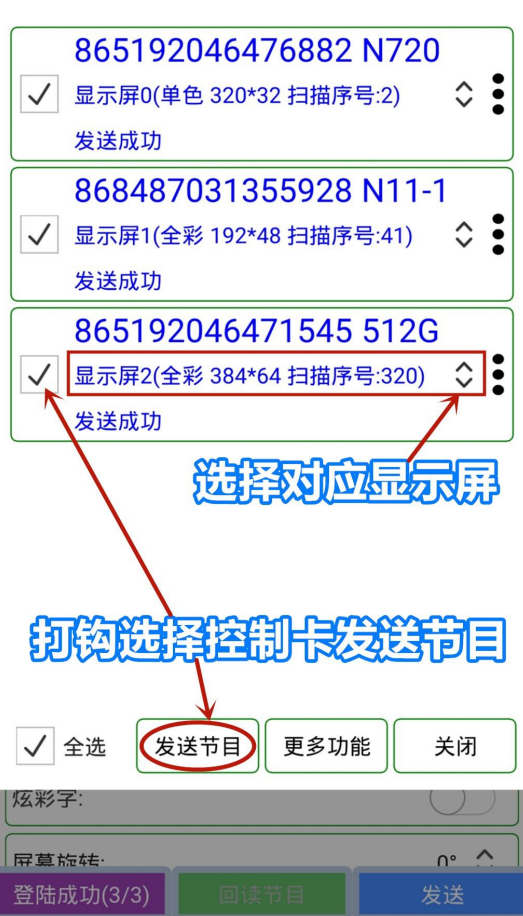 865192046476882 N720
显示屏0(单色 320*32 扫描序号:2)
发送成功
868487031355928 N11-1
显示屏1(全彩 192*48 扫描序号:41)
发送成功
865192046471545 512G
显示屏2(全彩 384*64 扫描序号:320)
发送成功
选择对应显示屏
打钩选择控制卡发送节目
全选 发送节目 更多功能 关闭
炫彩字:
屏幕旋转: 0°
登陆成功(3/3) 回读节目 发送